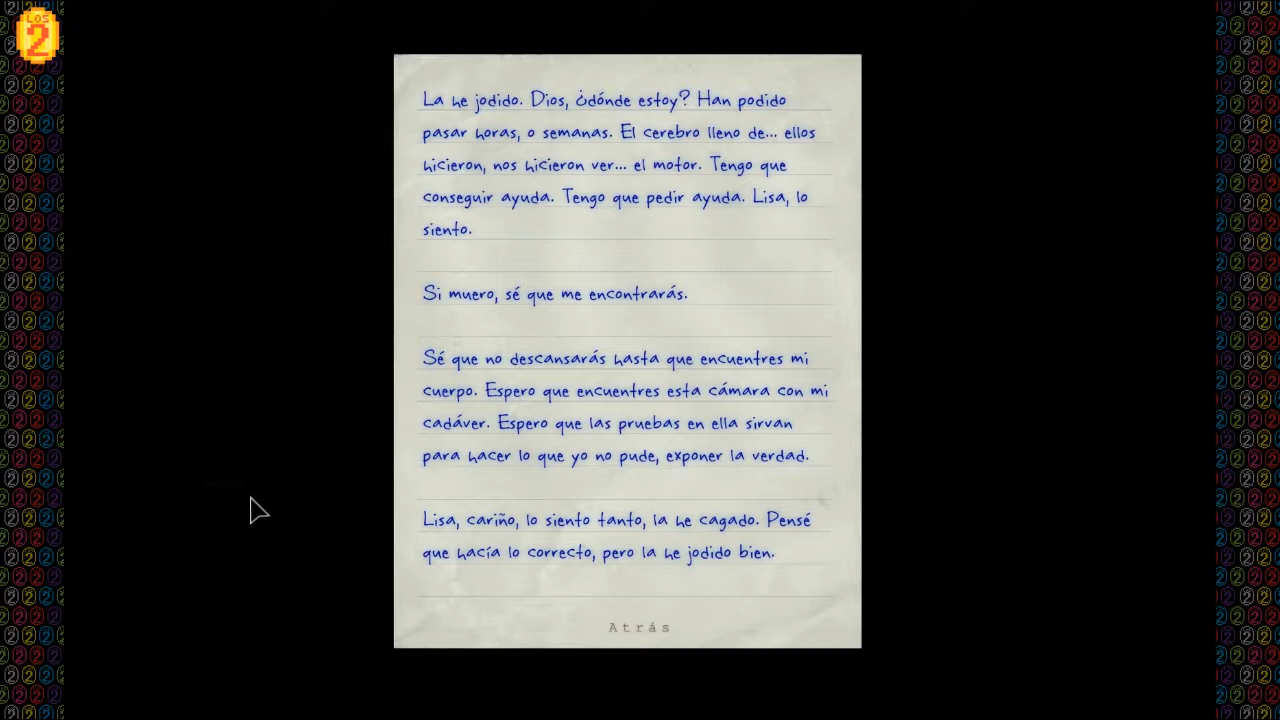 LOS
2
La he jodido. Dios, ¿dónde estoy? Han podido
pasar horas, o semanas. El cerebro lleno de... ellos
hicieron, nos hicieron ver... el motor. Tengo que
conseguir ayuda. Tengo que pedir ayuda. Lisa, lo
siento.
Si muero, sé que me encontrarás.
Sé que no descansarás hasta que encuentres mi
cuerpo. Espero que encuentres esta cámara con mi
cadáver. Espero que las pruebas en ella sirvan
para hacer lo que yo no pude, exponer la verdad.
Lisa, cariño, lo siento tanto, la he cagado. Pensé
que hacía lo correcto, pero la he jodido bien.
Atrás